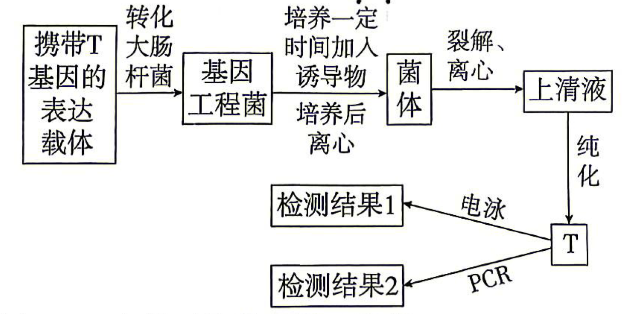 携带T
基因的
表达
载体
转化
大肠
杆菌
基因
工程菌
培养一定
时间加入
诱导物
培养后
离心
菌
体
裂解、
离心
上清液
纯
化
T
电泳
检测结果1
PCR
检测结果2